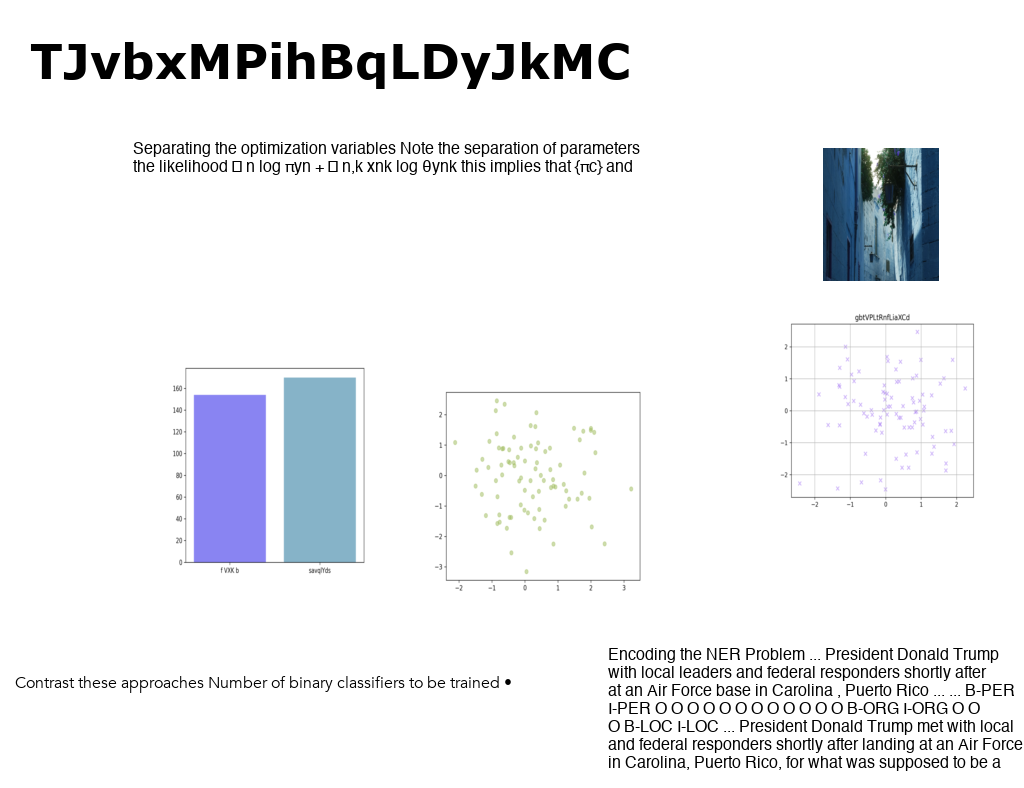 TJvbxMPihBqLDyJkMC
Separating the optimization variables Note the separation of parameters
the likelihood □ n log πyn + □ n,k xnk log θynk this implies that {πc} and
gbtVPLtRnfLiaXCd
2
1
0
−1
−2
−2 −1 0 1 2
160
140
120
100
80
60
40
20
0
f VXK b savqlYds
2
1
0
−1
−2
−3
−2 −1 0 1 2 3
Contrast these approaches Number of binary classifiers to be trained •
Encoding the NER Problem ... President Donald Trump
with local leaders and federal responders shortly after
at an Air Force base in Carolina , Puerto Rico ... ... B-PER
I-PER O O O O O O O O O O O O B-ORG I-ORG O O
O B-LOC I-LOC ... President Donald Trump met with local
and federal responders shortly after landing at an Air Force
in Carolina, Puerto Rico, for what was supposed to be a